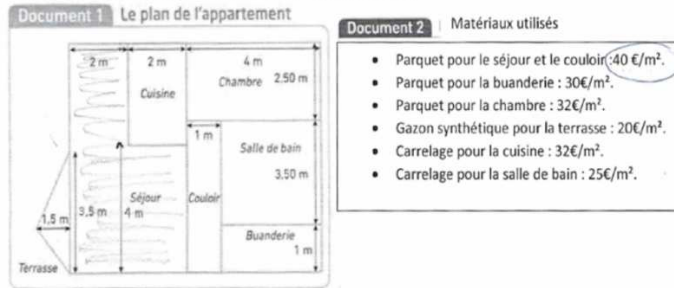 Document 1 Le plan de l'appartement
2 m 2 m 4 m
Cuisine
Chambre 2.50 m
1 m
Salle de bain
3,50 m
Séjour
Couloir
1,5 m 3,5 m 4 m
Buanderie
1 m
Terrasse
Document 2 Matériaux utilisés
• Parquet pour le séjour et le couloir :40 €/m².
• Parquet pour la buanderie : 30€/m².
• Parquet pour la chambre : 32€/m².
• Gazon synthétique pour la terrasse : 20€/m².
• Carrelage pour la cuisine : 32€/m².
• Carrelage pour la salle de bain : 25€/m².